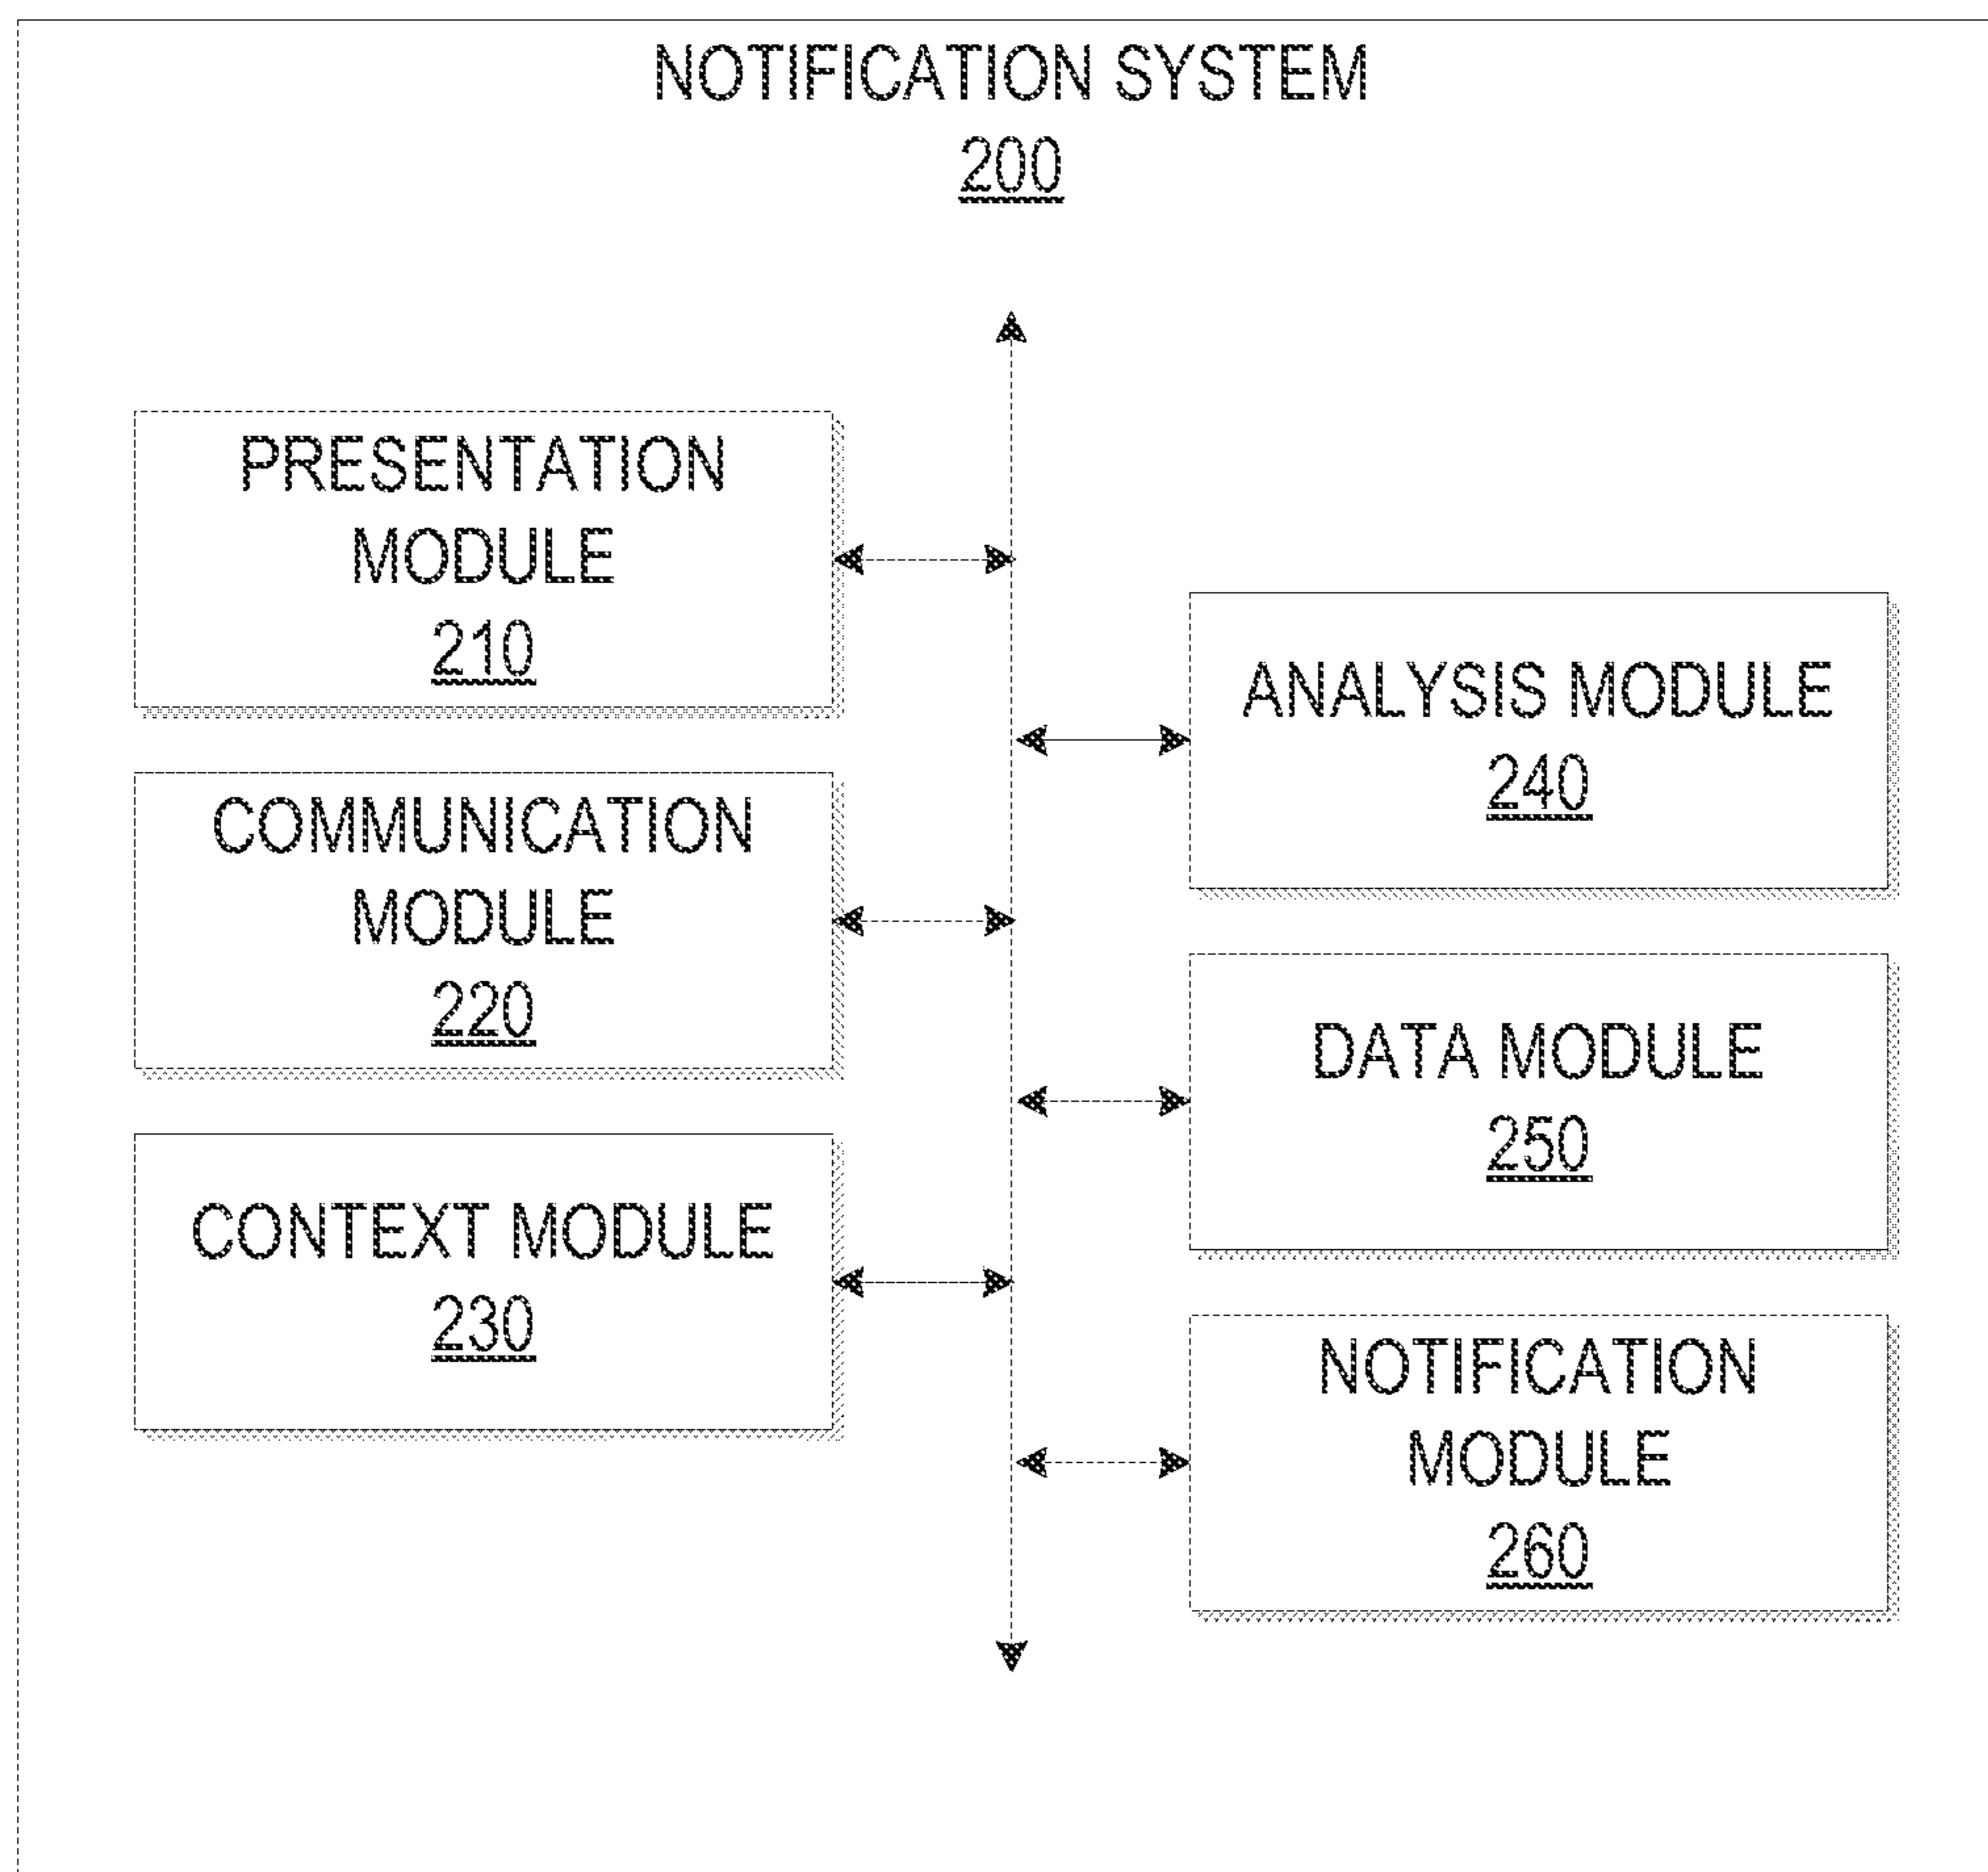 NOTIFICATION SYSTEM
200
PRESENTATION
MODULE
210
COMMUNICATION
MODULE
220
CONTEXT MODULE
230
ANALYSIS MODULE
240
DATA MODULE
250
NOTIFICATION
MODULE
260